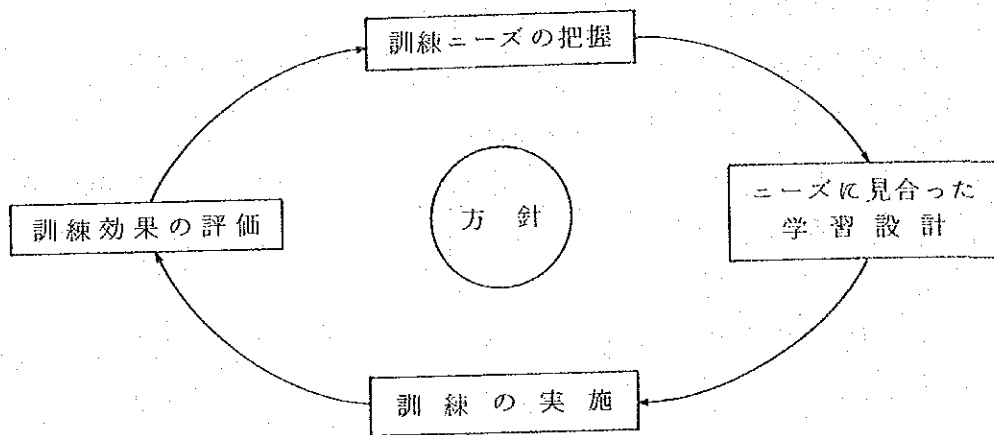 訓練ニーズの把握
ニーズに見合った
学習設計
方針
訓練効果の評価
訓練の実施